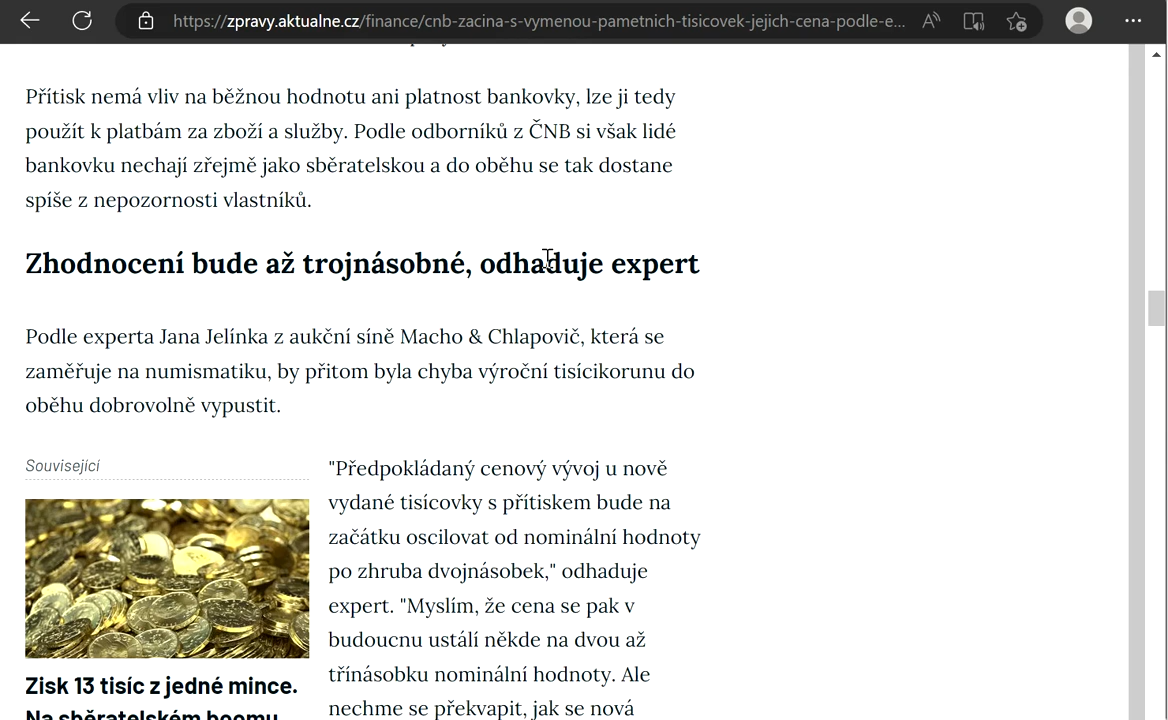 https://zpravy.aktualne.cz/finance/cnb-zacina-s-vymenou-pametnich-tisicovek-jejich-cena-podle-e...
Přítisk nemá vliv na běžnou hodnotu ani platnost bankovky, lze ji tedy
použít k platbám za zboží a služby. Podle odborníků z ČNB si však lidé
bankovku nechají zřejmě jako sběratelskou a do oběhu se tak dostane
spíše z nepozornosti vlastníků.
Zhodnocení bude až trojnásobné, odhaduje expert
Podle experta Jana Jelínka z aukční síně Macho & Chlapovič, která se
zaměřuje na numismatiku, by přitom byla chyba výroční tisícikorunu do
oběhu dobrovolně vypustit.
Související
Zisk 13 tisíc z jedné mince.
Na sběratelském boomu
"Předpokládaný cenový vývoj u nově
vydané tisícovky s přítiskem bude na
začátku oscilovat od nominální hodnoty
po zhruba dvojnásobek," odhaduje
expert. "Myslím, že cena se pak v
budoucnu ustálí někde na dvou až
třínásobku nominální hodnoty. Ale
nechme se překvapit, jak se nová